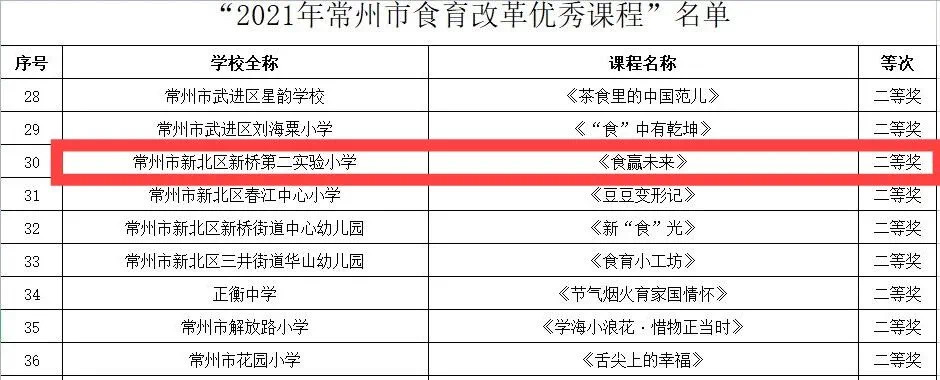 “2021年常州市食育改革优秀课程”名单
序号 学校全称 课程名称 等次
28 常州市武进区星韵学校 《茶食里的中国范儿》 二等奖
29 常州市武进区刘海粟小学 《“食”中有乾坤》 二等奖
30 常州市新北区新桥第二实验小学 《食赢未来》 二等奖
31 常州市新北区春江中心小学 《豆豆变形记》 二等奖
32 常州市新北区新桥街道中心幼儿园 《新“食”光》 二等奖
33 常州市新北区三井街道华山幼儿园 《食育小工坊》 二等奖
34 正衡中学 《节气烟火育家国情怀》 二等奖
35 常州市解放路小学 《学海小浪花·惜物正当时》 二等奖
36 常州市花园小学 《舌尖上的幸福》 二等奖